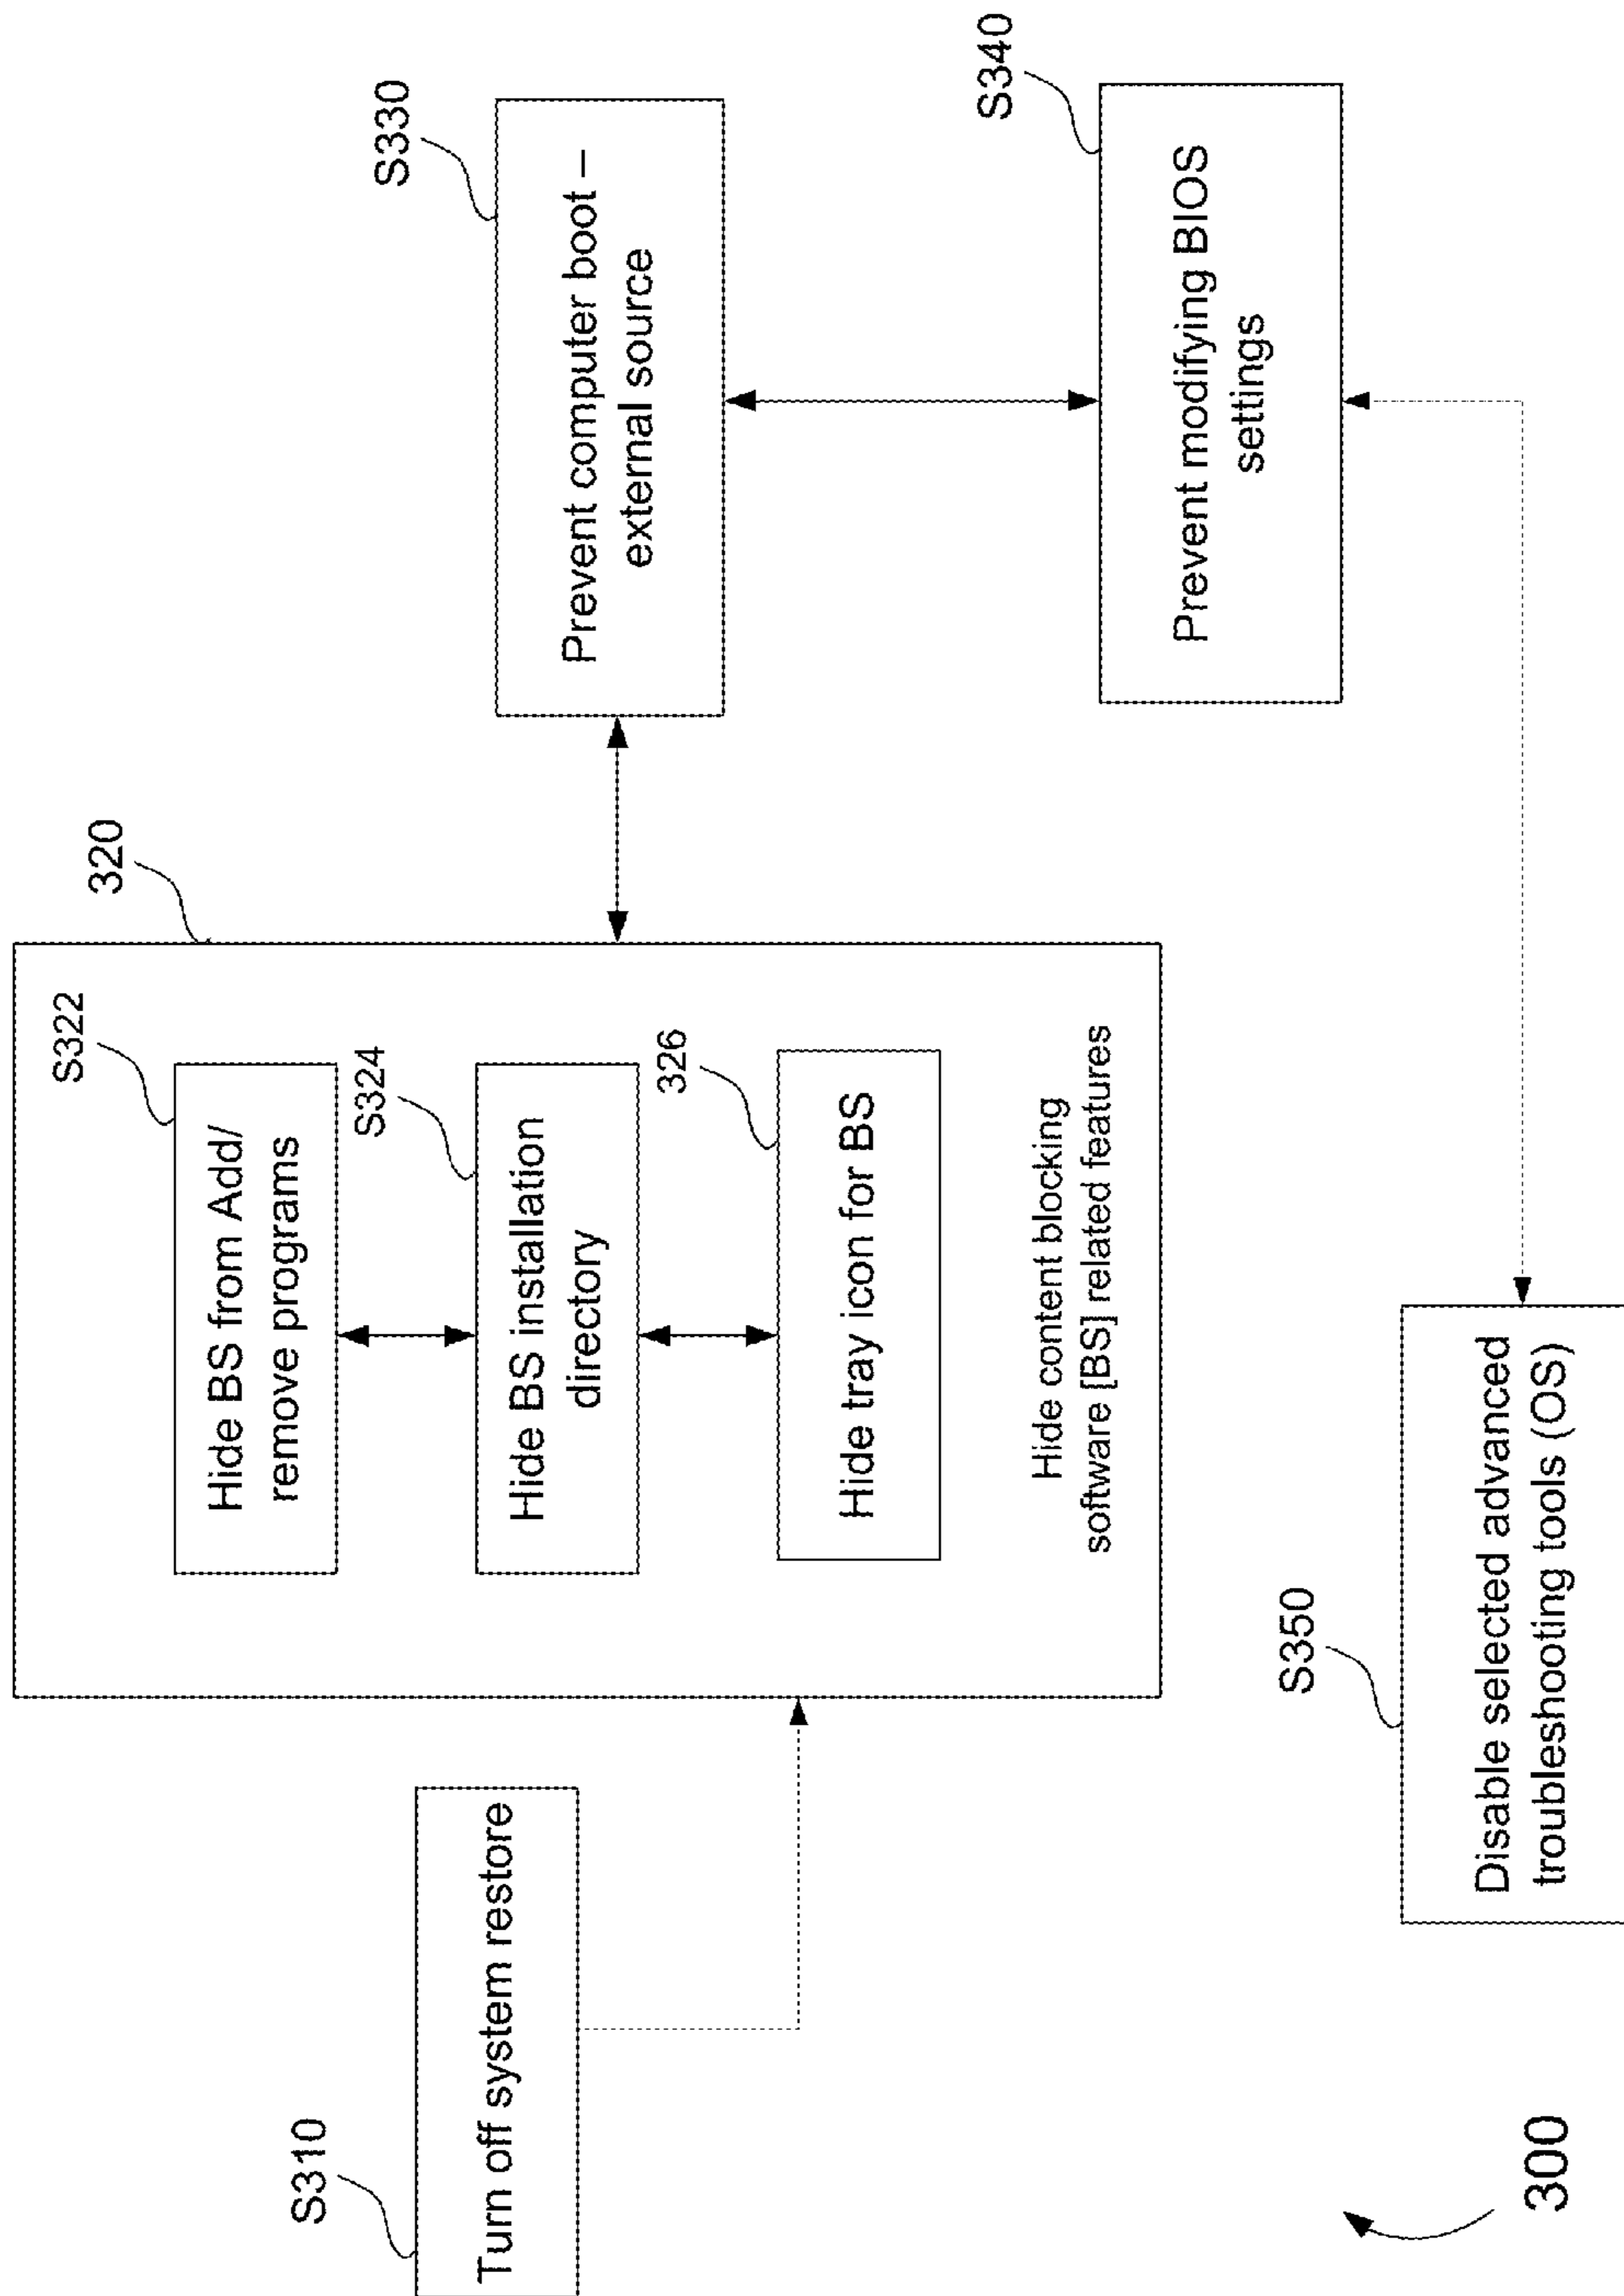 S310
Turn off system restore
320
S322
Hide BS from Add/
remove programs
S324
Hide BS installation
directory
326
Hide tray icon for BS
Hide content blocking
software [BS] related features
S330
Prevent computer boot –
external source
S340
Prevent modifying BIOS
settings
S350
Disable selected advanced
troubleshooting tools (OS)
300